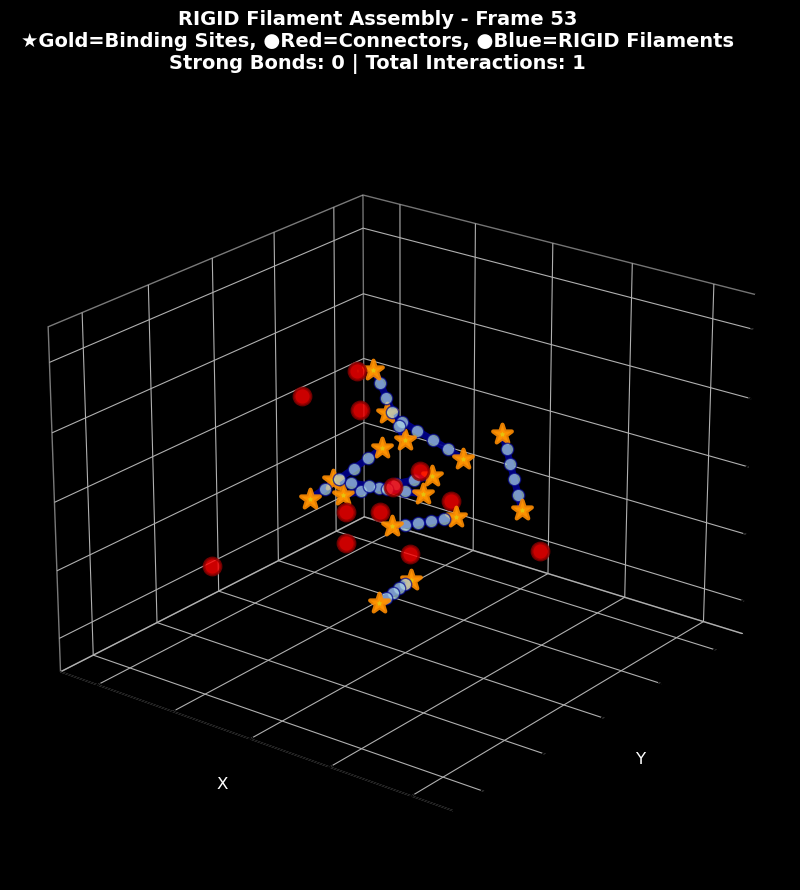 RIGID Filament Assembly - Frame 53
★Gold=Binding Sites, ●Red=Connectors, ●Blue=RIGID Filaments
Strong Bonds: 0 | Total Interactions: 1
Y
X